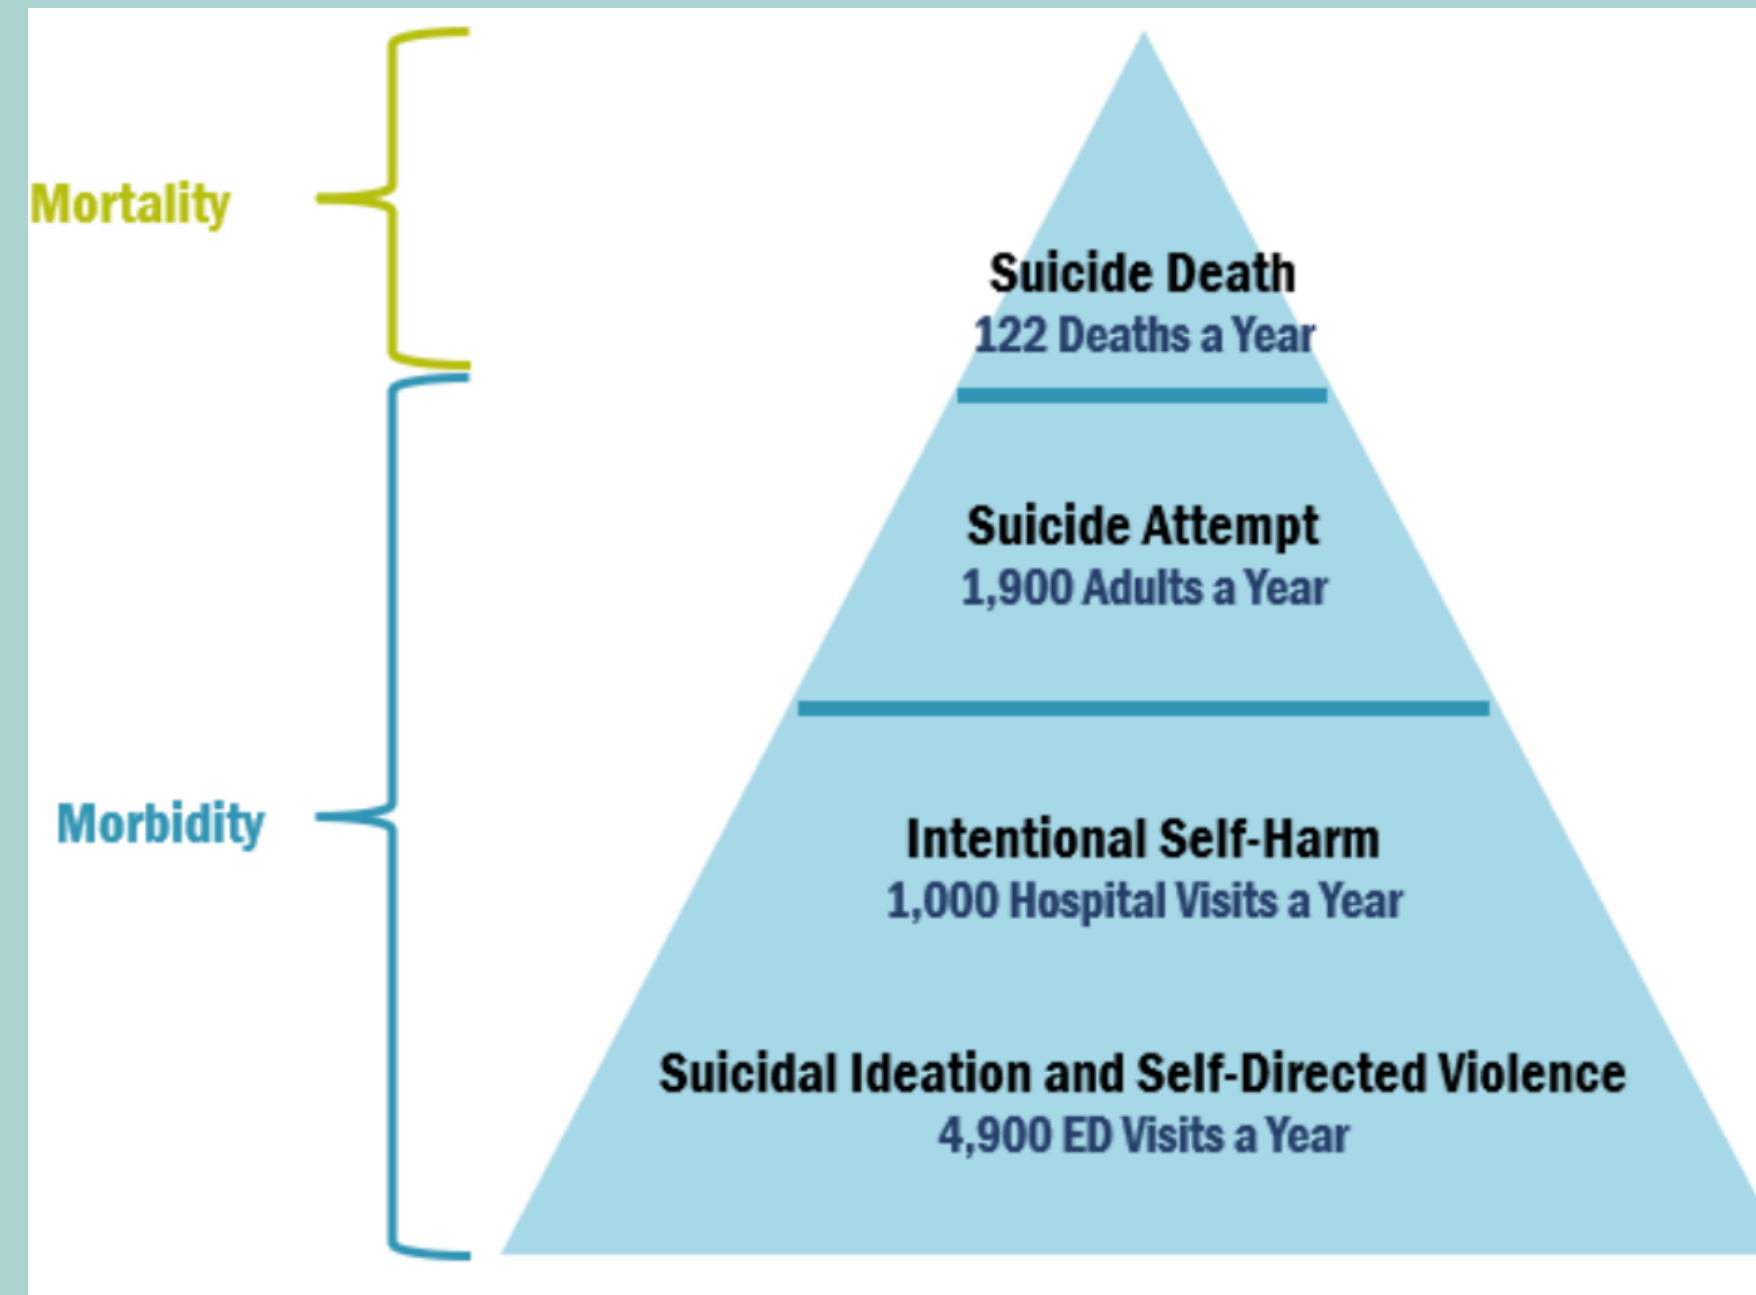 Mortality
Suicide Death
122 Deaths a Year
Suicide Attempt
1,900 Adults a Year
Morbidity
Intentional Self-Harm
1,000 Hospital Visits a Year
Suicidal Ideation and Self-Directed Violence
4,900 ED Visits a Year